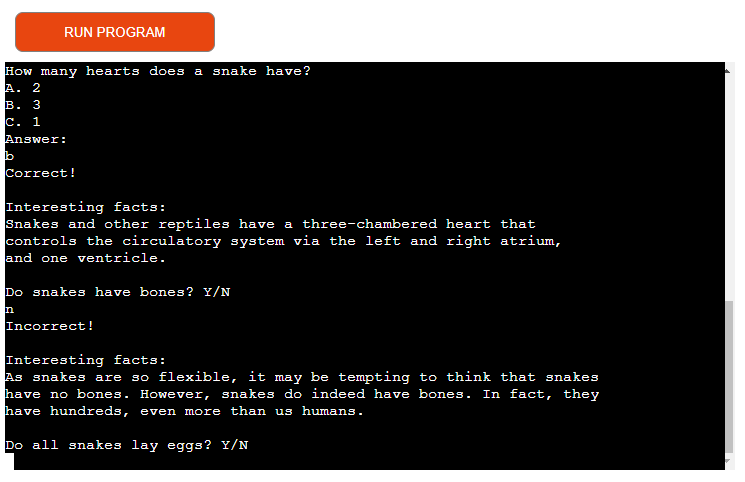 RUN PROGRAM
How many hearts does a snake have?
A. 2
B. 3
C. 1
Answer:
b
Correct!
Interesting facts:
Snakes and other reptiles have a three-chambered heart that
controls the circulatory system via the left and right atrium,
and one ventricle.
Do snakes have bones? Y/N
n
Incorrect!
Interesting facts:
As snakes are so flexible, it may be tempting to think that snakes
have no bones. However, snakes do indeed have bones. In fact, they
have hundreds, even more than us humans.
Do all snakes lay eggs? Y/N